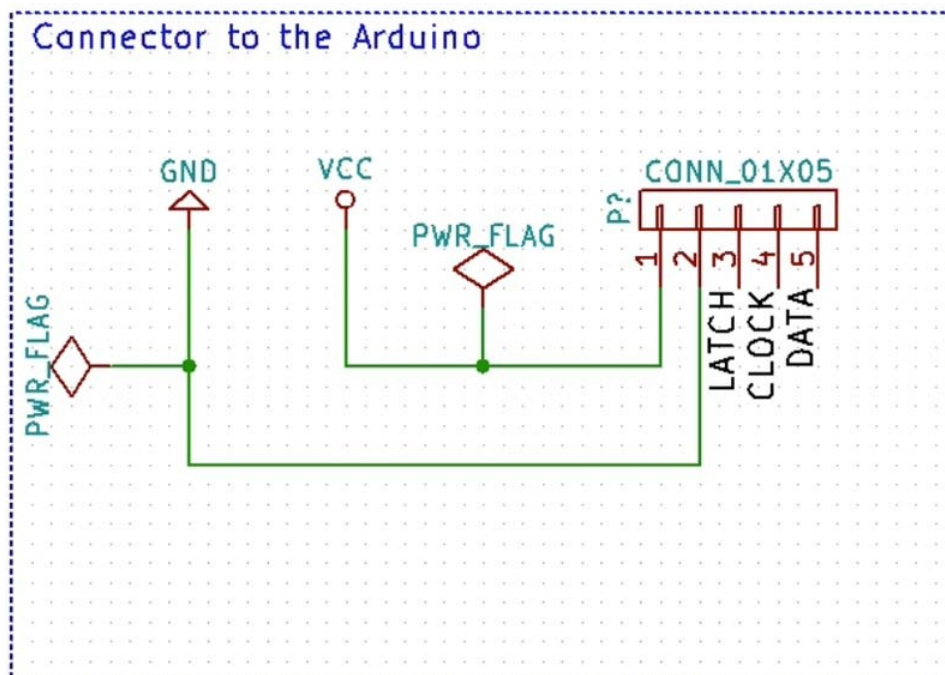 Connector to the Arduino
GND
VCC
CONN_01X05
P?
PWR_FLAG
1
2
3
4
5
LATCH
CLOCK
DATA
PWR_FLAG